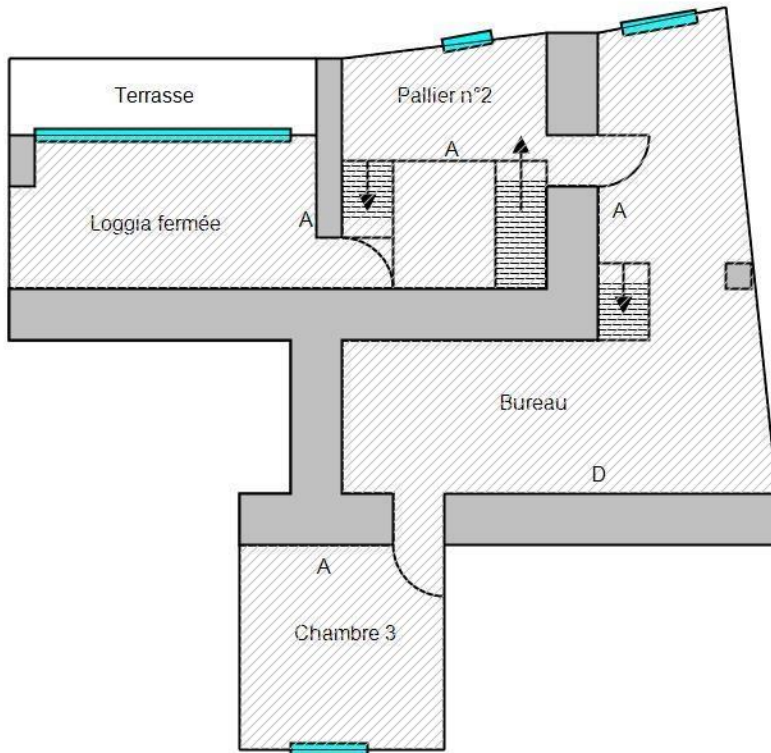 Terrasse
Pallier n°2
A
A
Loggia fermée
A
Bureau
D
A
Chambre 3